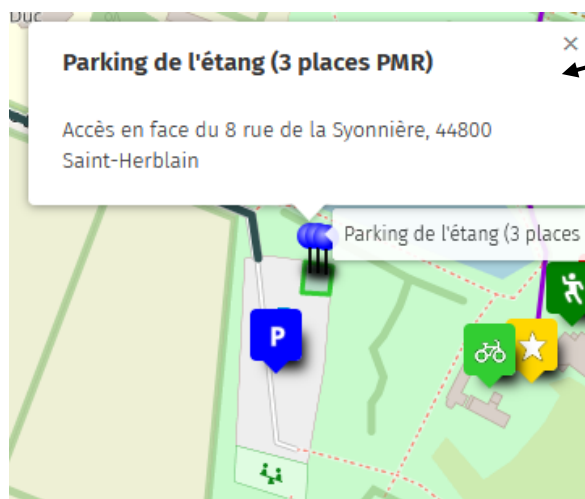 Duc
Parking de l'étang (3 places PMR)
×
Accès en face du 8 rue de la Syonnière, 44800
Saint-Herblain
Parking de l'étang (3 places
P